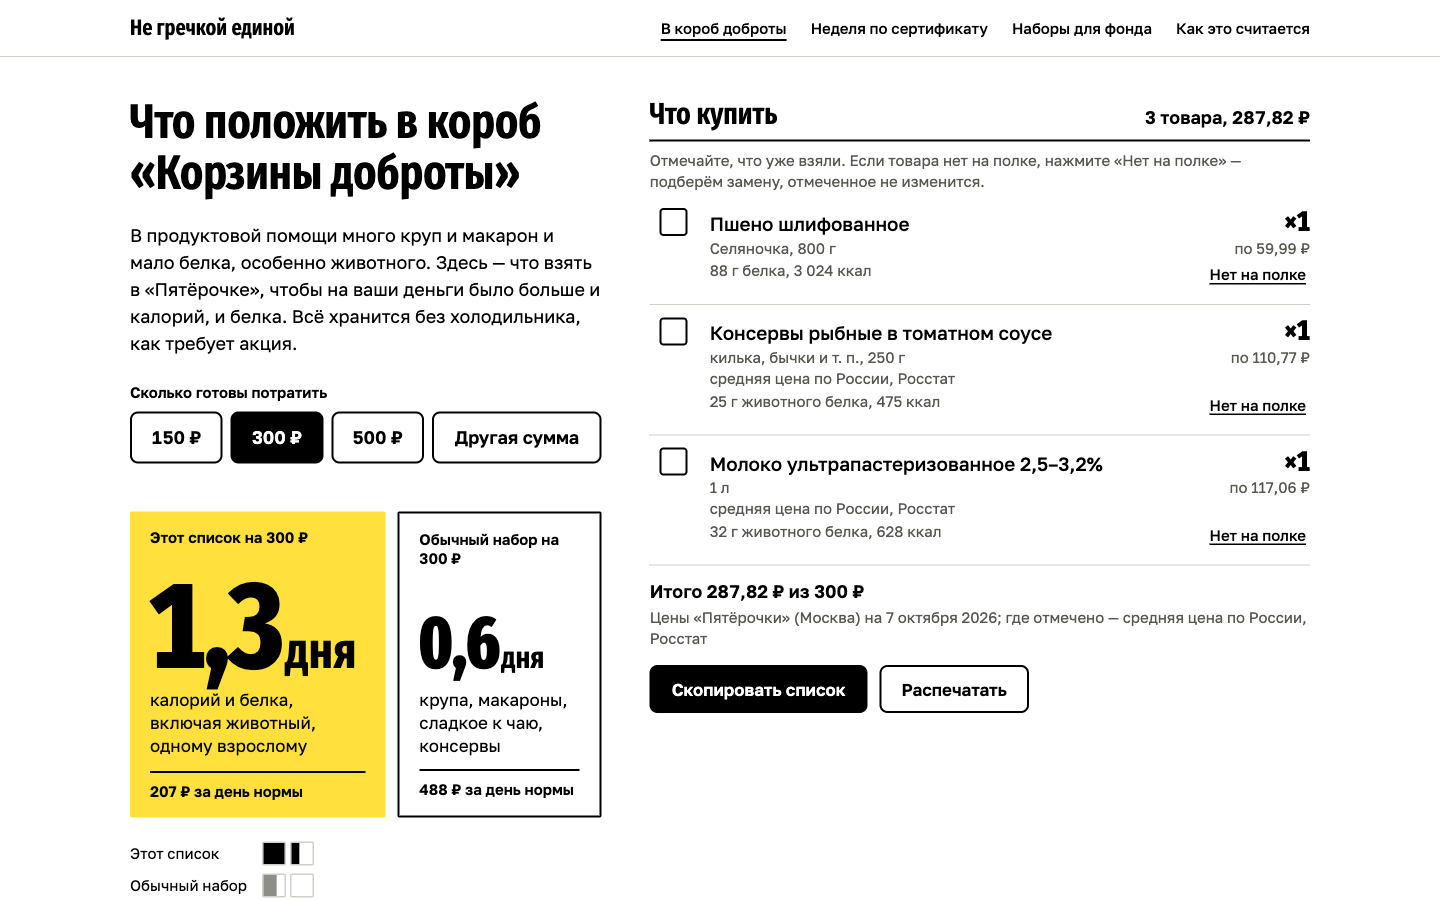 Не гречкой единой
В короб доброты
Неделя по сертификату
Наборы для фонда
Как это считается
Что положить в короб
«Корзины доброты»
В продуктовой помощи много круп и макарон и
мало белка, особенно животного. Здесь — что взять
в «Пятёрочке», чтобы на ваши деньги было больше и
калорий, и белка. Всё хранится без холодильника,
как требует акция.
Сколько готовы потратить
150 ₽
300 ₽
500 ₽
Другая сумма
Этот список на 300 ₽
1,3 дня
калорий и белка,
включая животный,
одному взрослому
207 ₽ за день нормы
Обычный набор на
300 ₽
0,6 дня
крупа, макароны,
сладкое к чаю,
консервы
488 ₽ за день нормы
Этот список
Обычный набор
Что купить
3 товара, 287,82 ₽
Отмечайте, что уже взяли. Если товара нет на полке, нажмите «Нет на полке» —
подберём замену, отмеченное не изменится.
Пшено шлифованное
×1
Селяночка, 800 г
по 59,99 ₽
88 г белка, 3 024 ккал
Нет на полке
Консервы рыбные в томатном соусе
×1
килька, бычки и т. п., 250 г
по 110,77 ₽
средняя цена по России, Росстат
25 г животного белка, 475 ккал
Нет на полке
Молоко ультрапастеризованное 2,5–3,2%
×1
1 л
по 117,06 ₽
средняя цена по России, Росстат
32 г животного белка, 628 ккал
Нет на полке
Итого 287,82 ₽ из 300 ₽
Цены «Пятёрочки» (Москва) на 7 октября 2026; где отмечено — средняя цена по России,
Росстат
Скопировать список
Распечатать